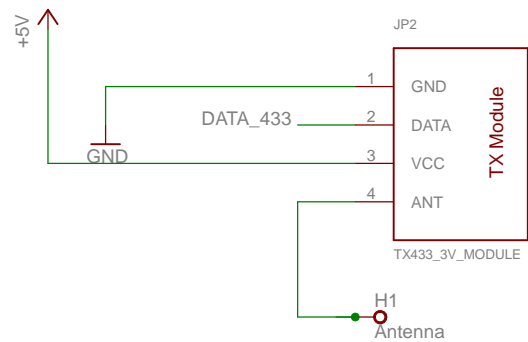 +5V
JP2
1 GND
DATA_433 2 DATA
GND
3 VCC
4 ANT
TX Module
TX433_3V_MODULE
H1
Antenna